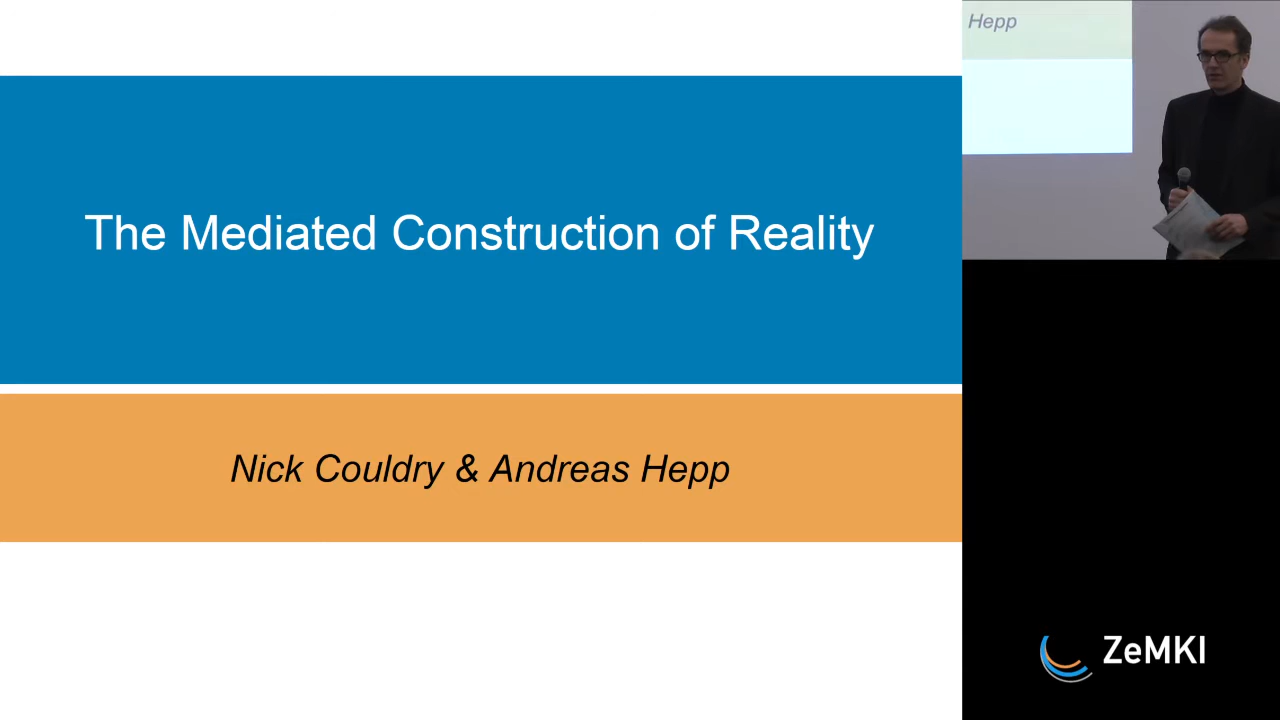 The Mediated Construction of Reality
Nick Couldry & Andreas Hepp
Hepp
ZeMKI